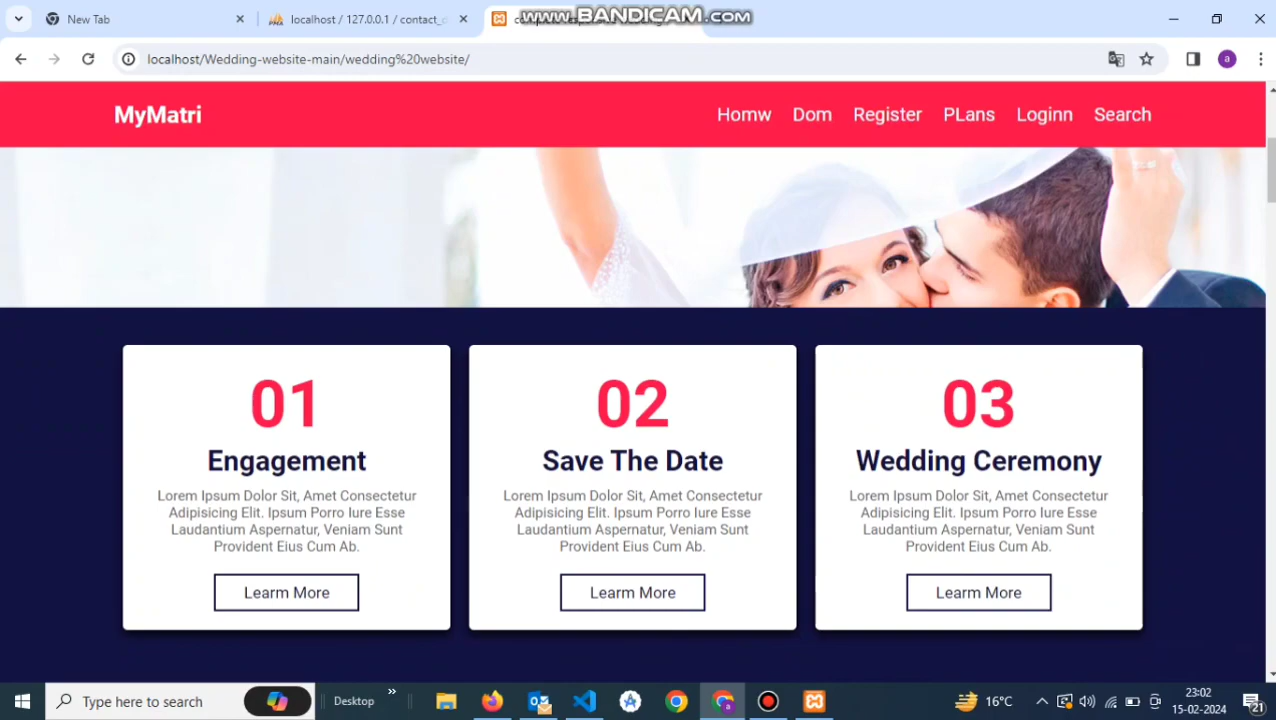 www.BANDICAM.com
New Tab
localhost / 127.0.0.1 / contact_
localhost/Wedding-website-main/wedding%20website/
a
MyMatri
Homw Dom Register PLans Loginn Search
01
Engagement
Lorem Ipsum Dolor Sit, Amet Consectetur
Adipisicing Elit. Ipsum Porro Iure Esse
Laudantium Aspernatur, Veniam Sunt
Provident Eius Cum Ab.
Learm More
02
Save The Date
Lorem Ipsum Dolor Sit, Amet Consectetur
Adipisicing Elit. Ipsum Porro Iure Esse
Laudantium Aspernatur, Veniam Sunt
Provident Eius Cum Ab.
Learm More
03
Wedding Ceremony
Lorem Ipsum Dolor Sit, Amet Consectetur
Adipisicing Elit. Ipsum Porro Iure Esse
Laudantium Aspernatur, Veniam Sunt
Provident Eius Cum Ab.
Learm More
Type here to search
Desktop
16°C
23:02
15-02-2024
21